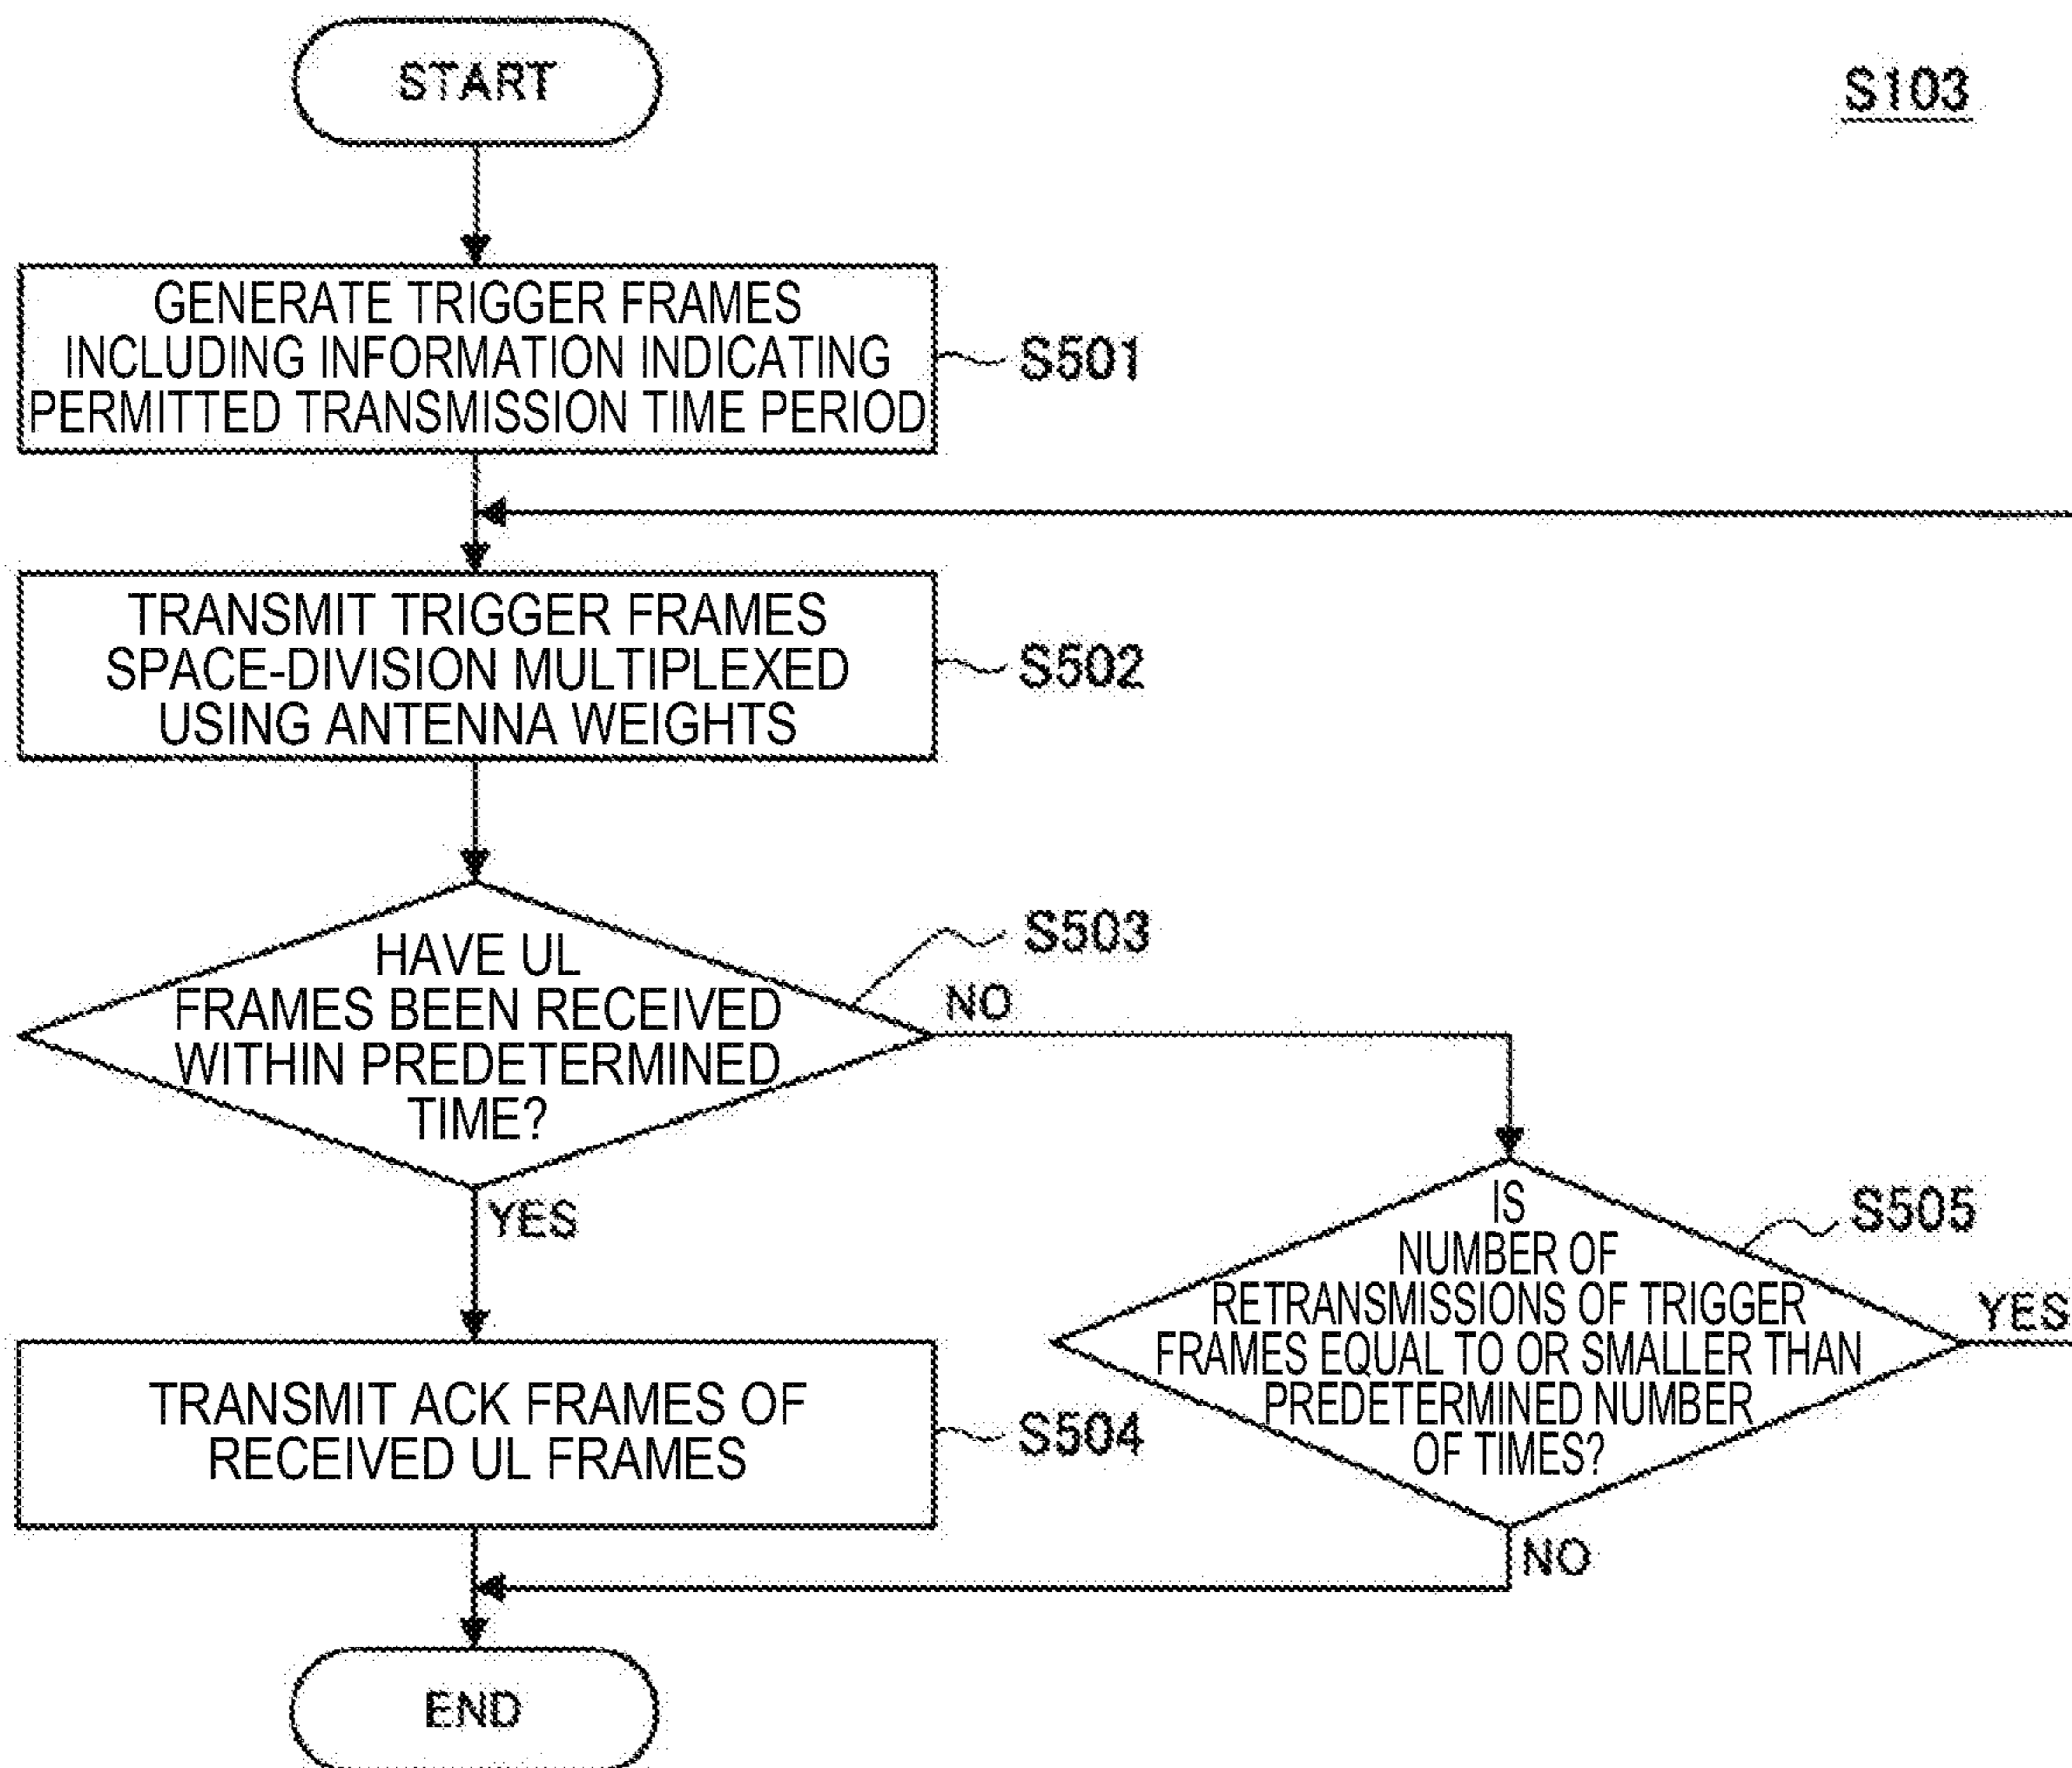 START
S103
GENERATE TRIGGER FRAMES
INCLUDING INFORMATION INDICATING
PERMITTED TRANSMISSION TIME PERIOD
S501
TRANSMIT TRIGGER FRAMES
SPACE-DIVISION MULTIPLEXED
USING ANTENNA WEIGHTS
S502
HAVE UL
FRAMES BEEN RECEIVED
WITHIN PREDETERMINED
TIME?
S503
NO
YES
IS
NUMBER OF
RETRANSMISSIONS OF TRIGGER
FRAMES EQUAL TO OR SMALLER THAN
PREDETERMINED NUMBER
OF TIMES?
S505
YES
NO
TRANSMIT ACK FRAMES OF
RECEIVED UL FRAMES
S504
END